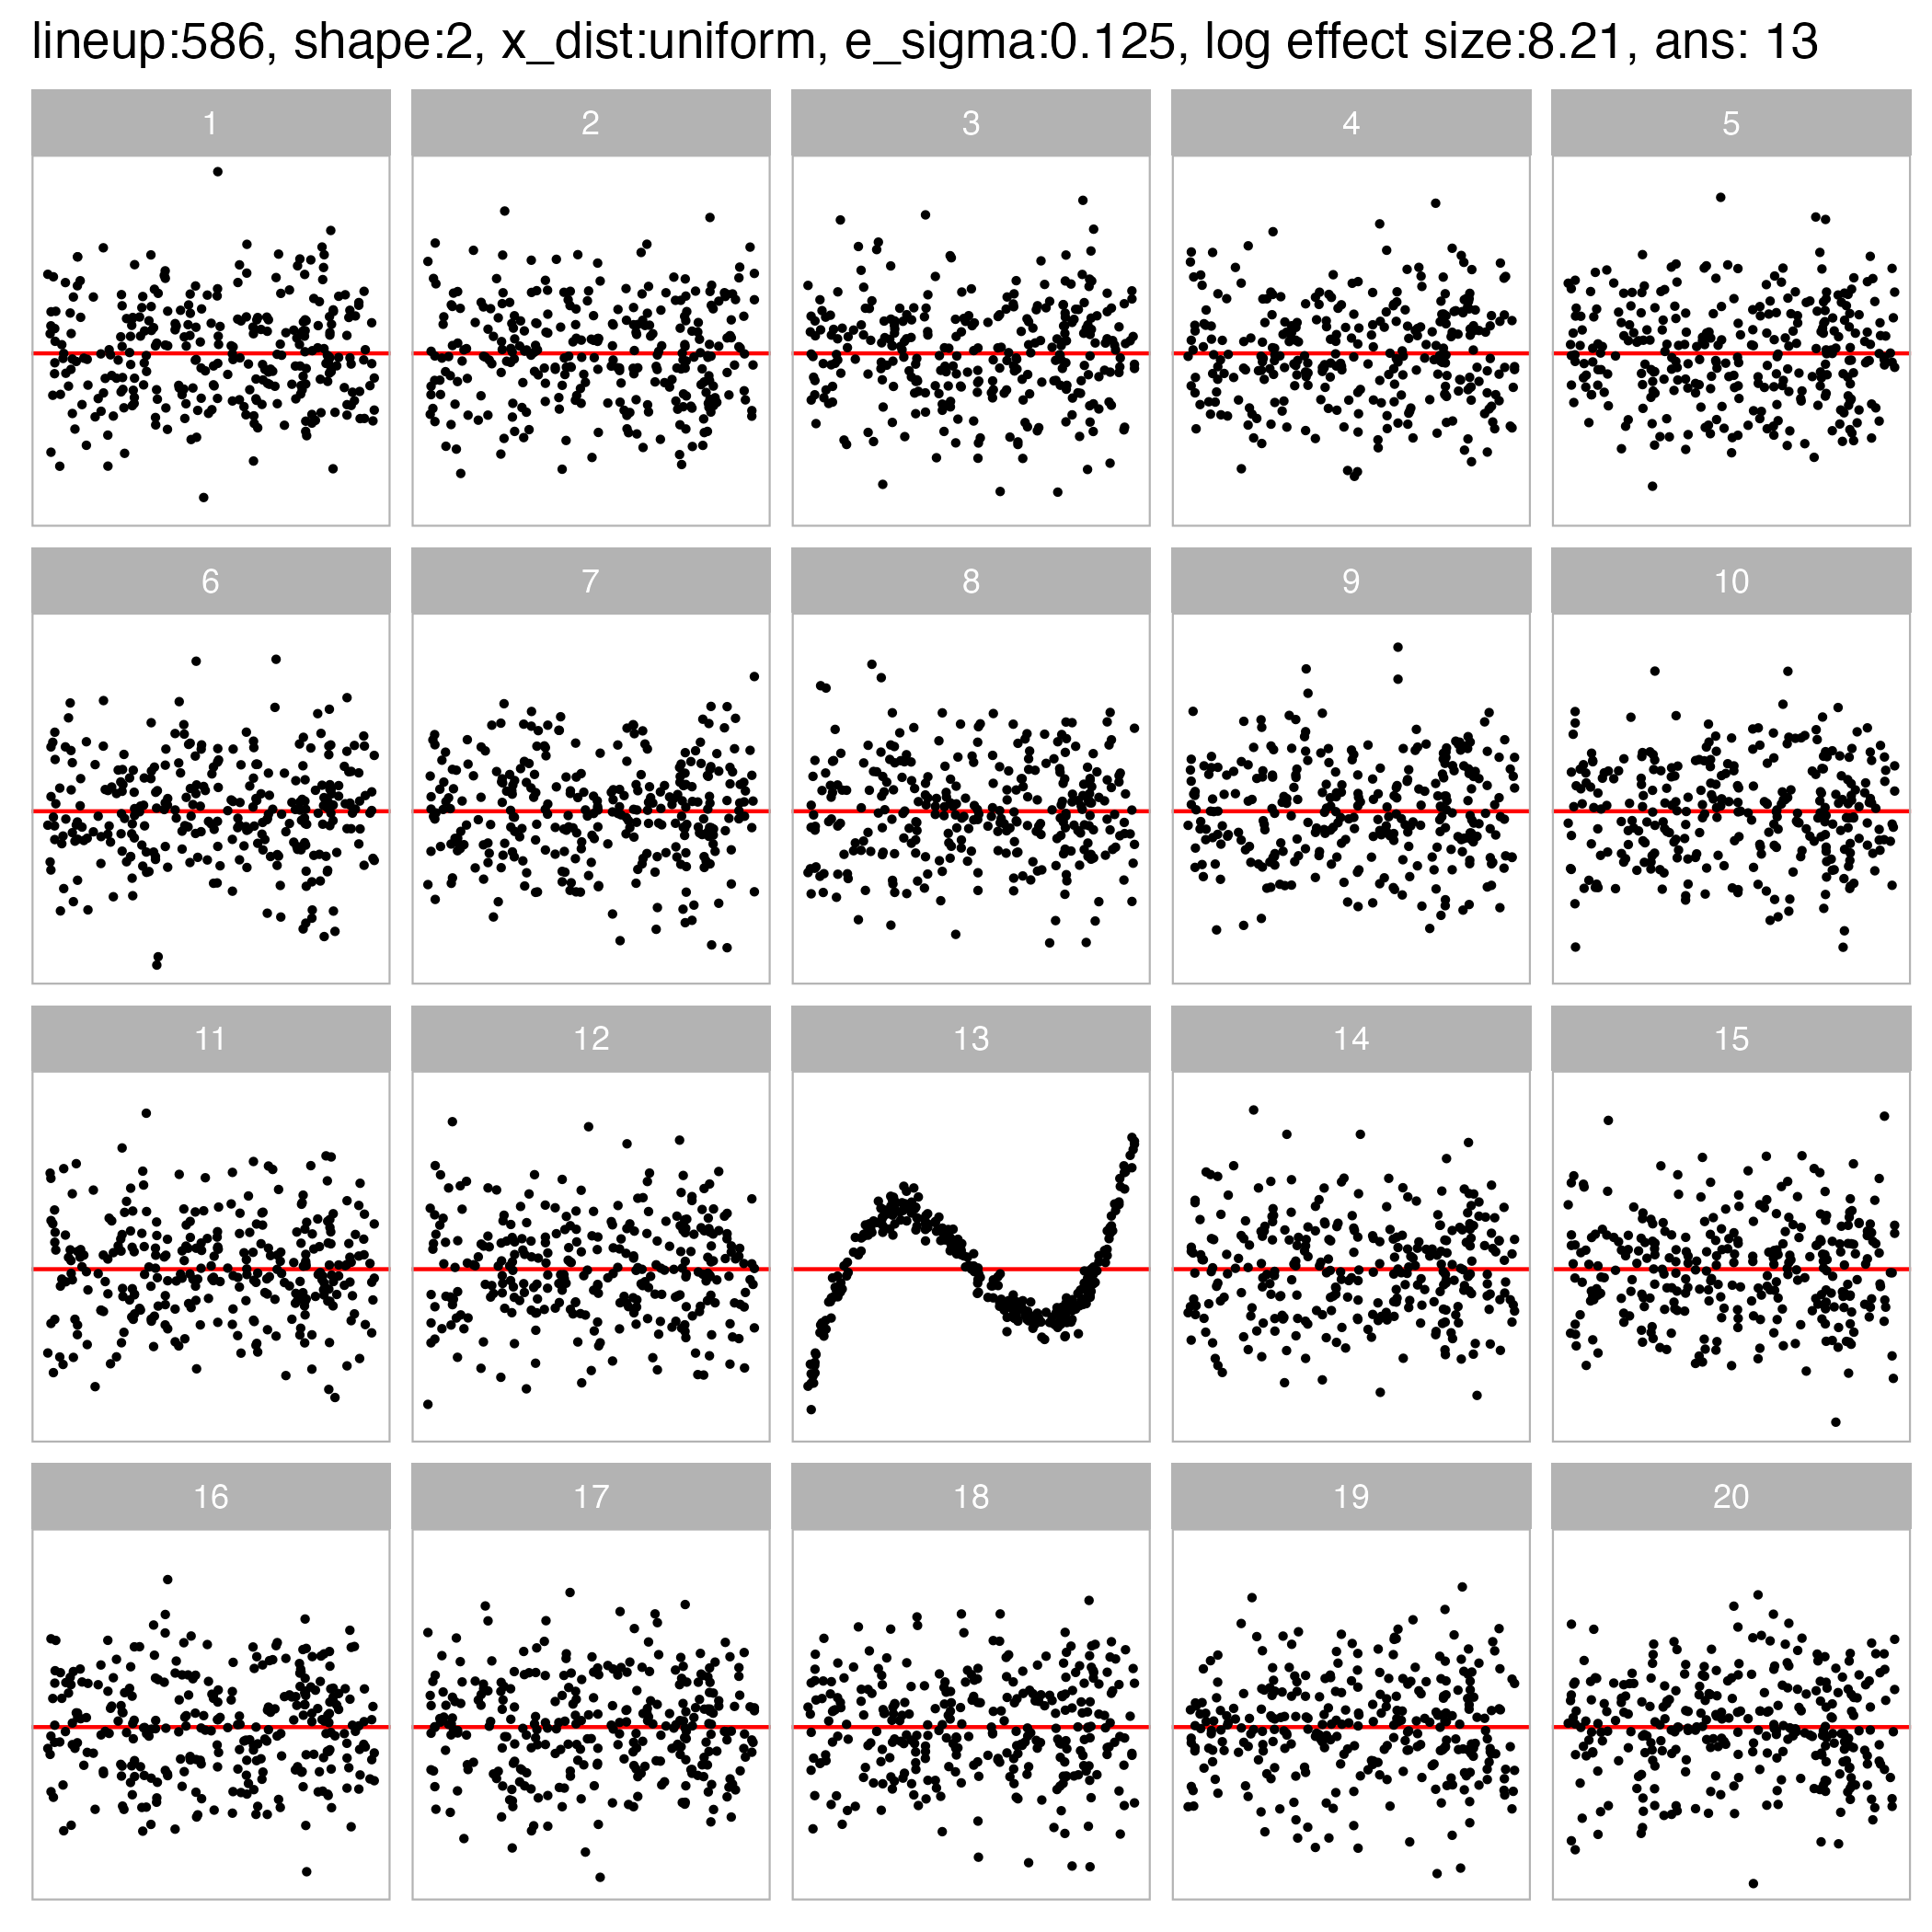 lineup:586, shape:2, x_dist:uniform, e_sigma:0.125, log effect size:8.21, ans: 13
1 2 3 4 5
6 7 8 9 10
11 12 13 14 15
16 17 18 19 20